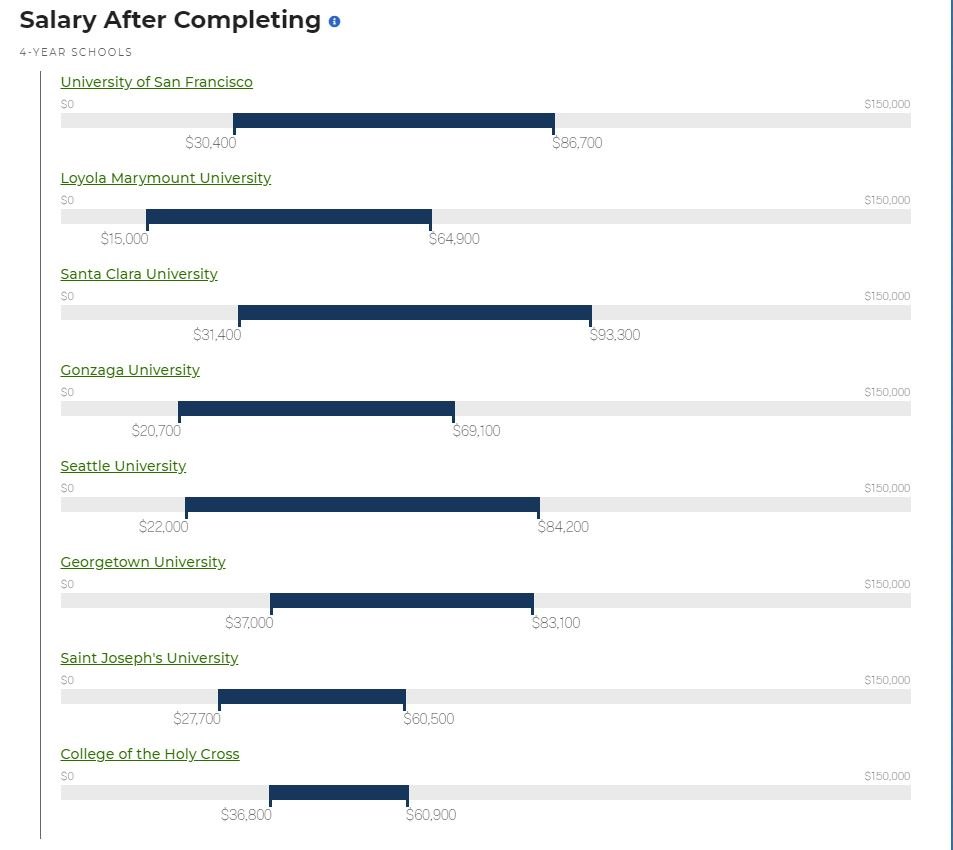 Salary After Completing
4-YEAR SCHOOLS
University of San Francisco
$0 $150,000
$30,400 $86,700
Loyola Marymount University
$0 $150,000
$15,000 $64,900
Santa Clara University
$0 $150,000
$31,400 $93,300
Gonzaga University
$0 $150,000
$20,700 $69,100
Seattle University
$0 $150,000
$22,000 $84,200
Georgetown University
$0 $150,000
$37,000 $83,100
Saint Joseph's University
$0 $150,000
$27,700 $60,500
College of the Holy Cross
$0 $150,000
$36,800 $60,900